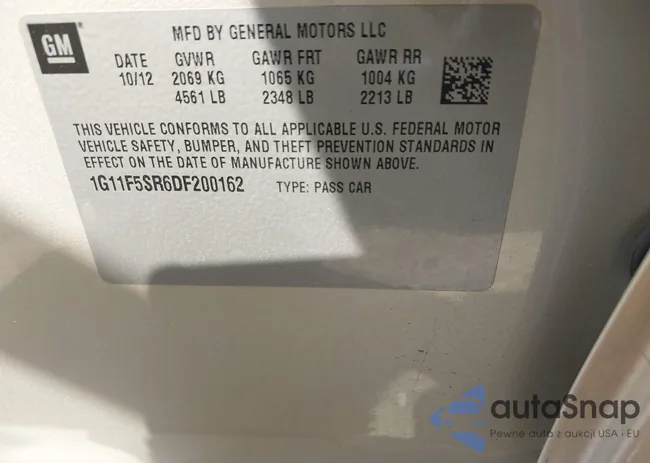 GM
MFD BY GENERAL MOTORS LLC
DATE GVWR GAWR FRT GAWR RR
10/12 2069 KG 1065 KG 1004 KG
4561 LB 2348 LB 2213 LB
THIS VEHICLE CONFORMS TO ALL APPLICABLE U.S. FEDERAL MOTOR
VEHICLE SAFETY, BUMPER, AND THEFT PREVENTION STANDARDS IN
EFFECT ON THE DATE OF MANUFACTURE SHOWN ABOVE.
1G11F5SR6DF200162 TYPE: PASS CAR
autaSnap
Pewne auta z aukcji USA i EU